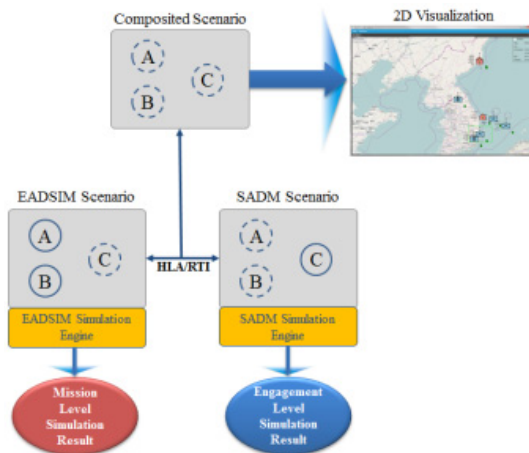 Composited Scenario
2D Visualization
A
C
B
EADSIM Scenario
SADM Scenario
A
C
B
HLA/RTI
A
C
B
EADSIM Simulation
Engine
SADM Simulation
Engine
Mission
Level
Simulation
Result
Engagement
Level
Simulation
Result